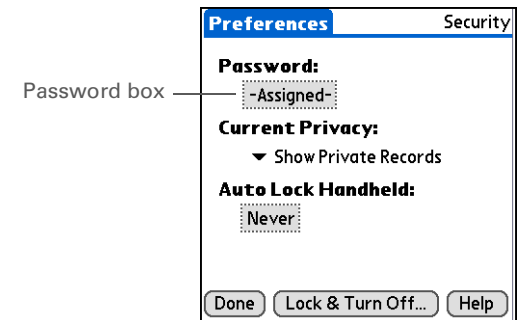 Preferences Security
Password:
Password box
-Assigned-
Current Privacy:
Show Private Records
Auto Lock Handheld:
Never
Done Lock & Turn Off... Help